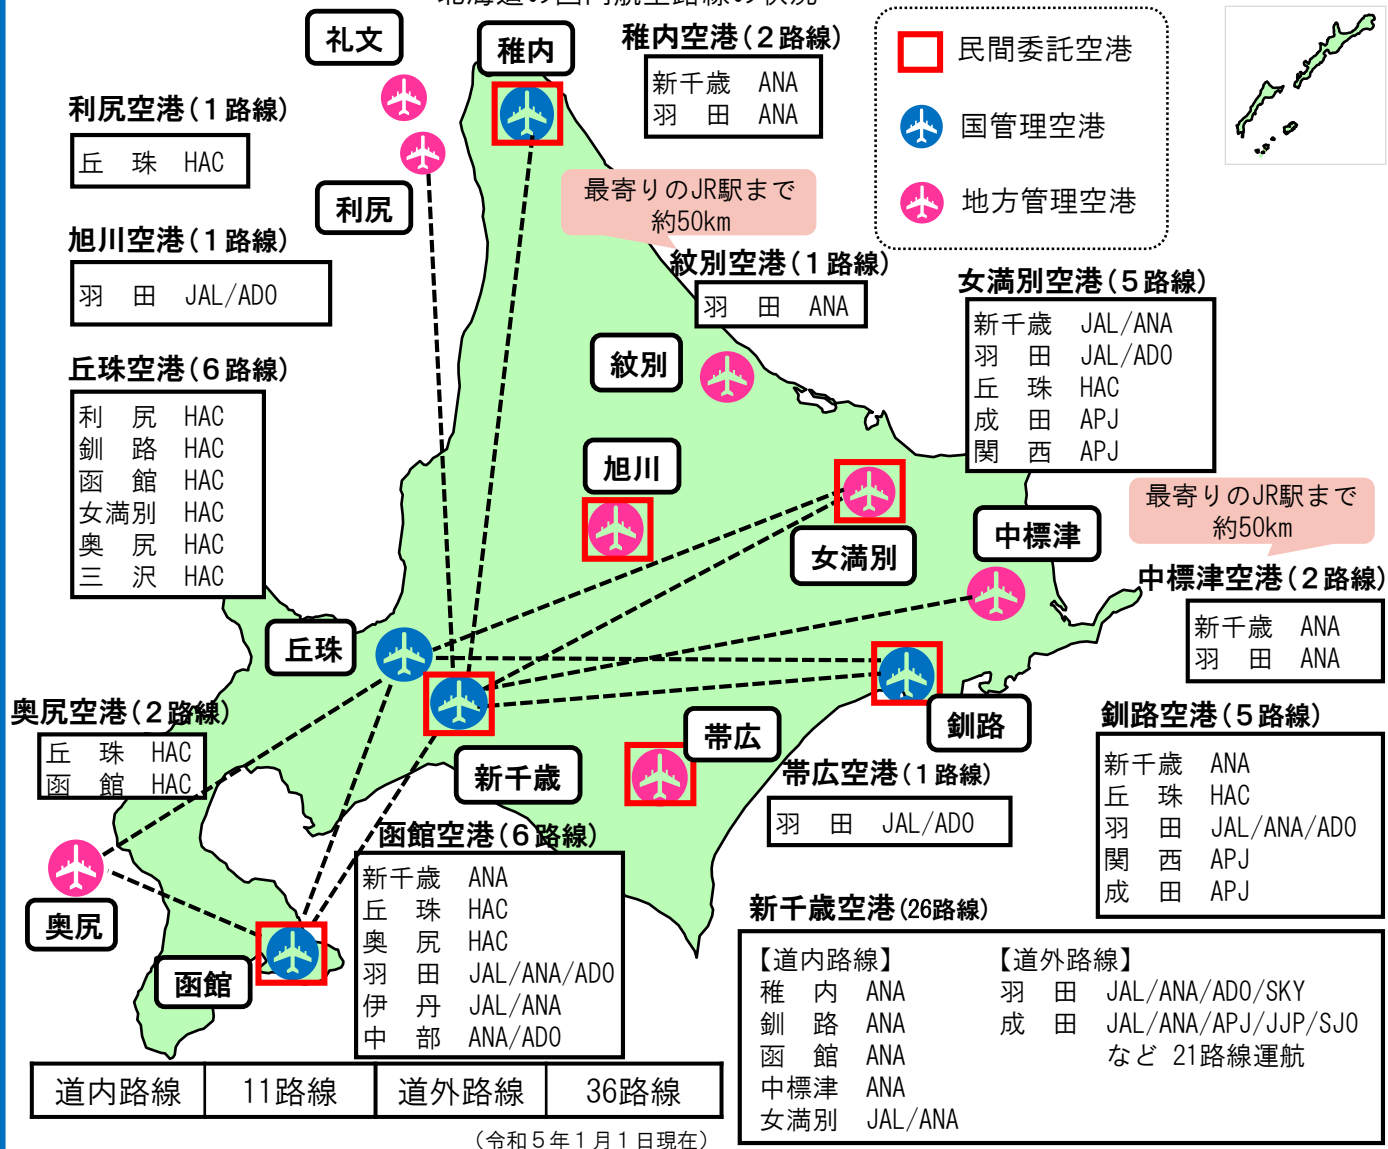 北海道の国内航空路線の状況
礼文
稚内
稚内空港(2路線)
新千歳 ANA
羽 田 ANA
民間委託空港
国管理空港
地方管理空港
利尻空港(1路線)
丘 珠 HAC
利尻
最寄りのJR駅まで
約50km
旭川空港(1路線)
羽 田 JAL/ADO
紋別空港(1路線)
羽 田 ANA
女満別空港(5路線)
新千歳 JAL/ANA
羽 田 JAL/ADO
丘 珠 HAC
成 田 APJ
関 西 APJ
丘珠空港(6路線)
利 尻 HAC
釧 路 HAC
函 館 HAC
女満別 HAC
奥 尻 HAC
三 沢 HAC
紋別
旭川
女満別
中標津
最寄りのJR駅まで
約50km
中標津空港(2路線)
新千歳 ANA
羽 田 ANA
丘珠
奥尻空港(2路線)
丘 珠 HAC
函 館 HAC
新千歳
帯広
釧路
釧路空港(5路線)
新千歳 ANA
丘 珠 HAC
羽 田 JAL/ANA/ADO
関 西 APJ
成 田 APJ
帯広空港(1路線)
羽 田 JAL/ADO
函館空港(6路線)
新千歳 ANA
丘 珠 HAC
奥 尻 HAC
羽 田 JAL/ANA/ADO
伊 丹 JAL/ANA
中 部 ANA/ADO
奥尻
函館
新千歳空港(26路線)
【道内路線】
稚 内 ANA
釧 路 ANA
函 館 ANA
中標津 ANA
女満別 JAL/ANA
【道外路線】
羽 田 JAL/ANA/ADO/SKY
成 田 JAL/ANA/APJ/JJP/SJO
など 21路線運航
道内路線 11路線 道外路線 36路線
(令和5年1月1日現在)